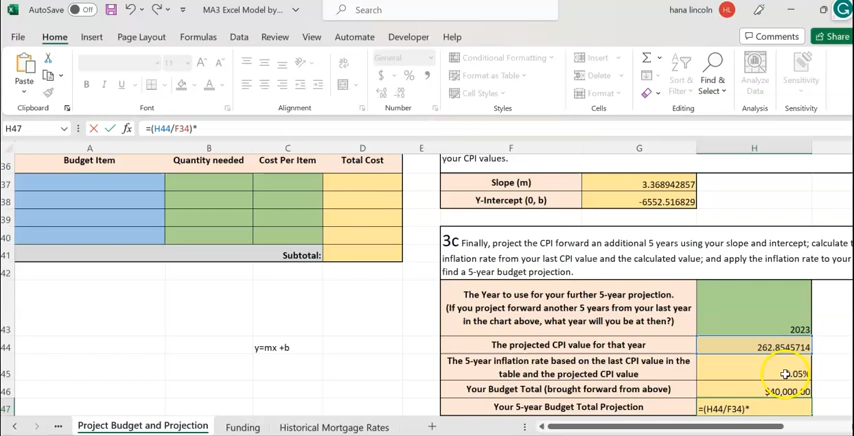 AutoSave Off MA3 Excel Model by... Search hana lincoln HL
File Home Insert Page Layout Formulas Data Review View Automate Developer Help Comments Share
Paste Clipboard
11 Font
Alignment
General Number
Conditional Formatting
Format as Table
Cell Styles
Styles
Insert
Delete
Format
Cells
Sort & Filter Find & Select Editing
Analyze Data Analysis
Sensitivity Sensitivity
H47 fx =(H44/F34)*
A B C D E F G H
36 Budget Item Quantity needed Cost Per Item Total Cost your CPI values.
37 Slope (m) 3.368942857
38 Y-Intercept (0, b) -6552.516829
39
40
3c Finally, project the CPI forward an additional 5 years using your slope and intercept; calculate t
41 Subtotal: inflation rate from your last CPI value and the calculated value; and apply the inflation rate to your
42 find a 5-year budget projection.
The Year to use for your further 5-year projection.
(If you project forward another 5 years from your last
year in the chart above, what year will you be at then?)
43 2023
44 y=mx +b The projected CPI value for that year 262.8545714
The 5-year inflation rate based on the last CPI value in the
45 table and the projected CPI value .05%
46 Your Budget Total (brought forward from above) $40,000.00
47 Your 5-year Budget Total Projection =(H44/F34)*
... Project Budget and Projection Funding Historical Mortgage Rates +